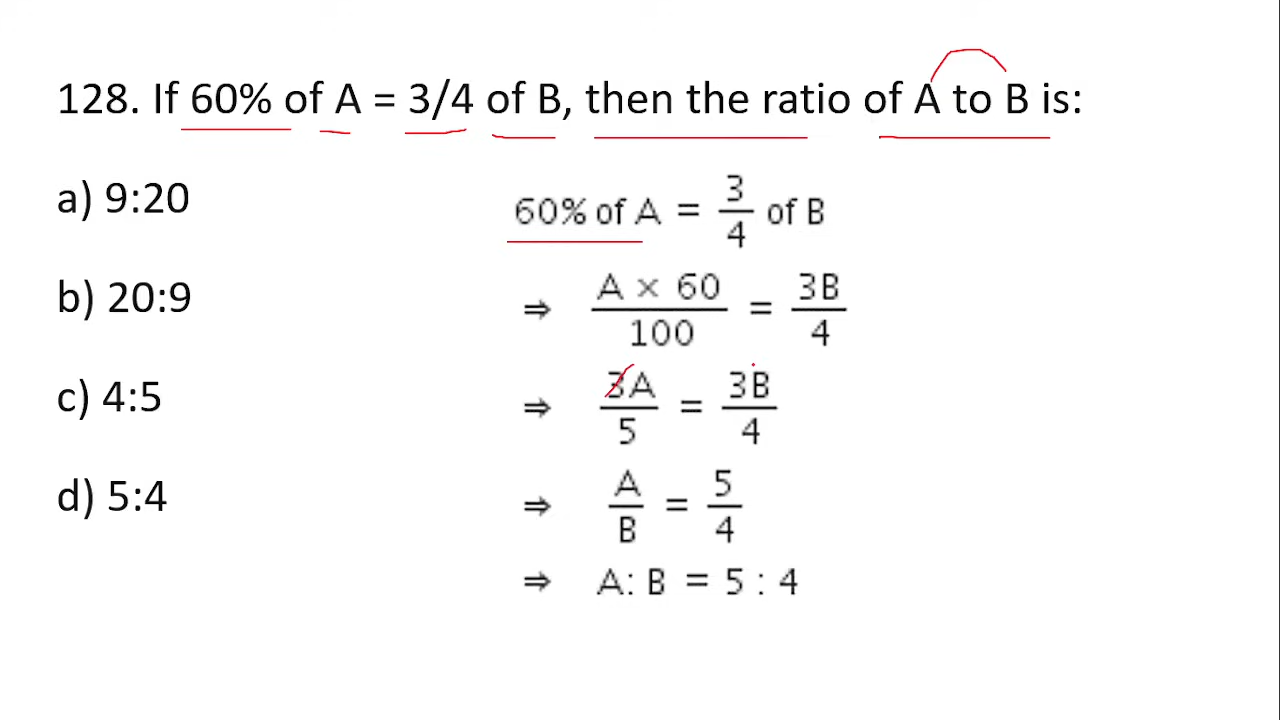 128. If 60% of A = 3/4 of B, then the ratio of A to B is:
a) 9:20
b) 20:9
c) 4:5
d) 5:4
60% of A = 3/4 of B
⇒ A × 60/100 = 3B/4
⇒ 3A/5 = 3B/4
⇒ A/B = 5/4
⇒ A: B = 5 : 4